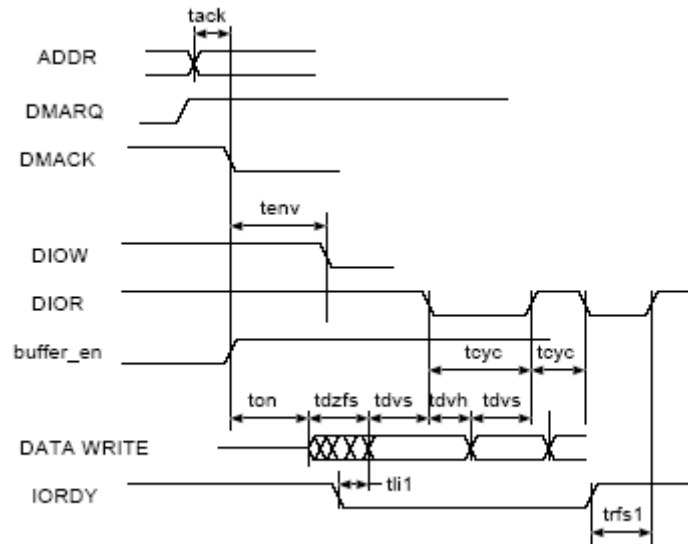 tack
ADDR
DMARQ
DMACK
tenv
DIOW
DIOR
buffer_en
tcyc tcyc
ton tdzfs tdvs tdvh tdvs
DATA WRITE
tli1
IORDY
trfs1